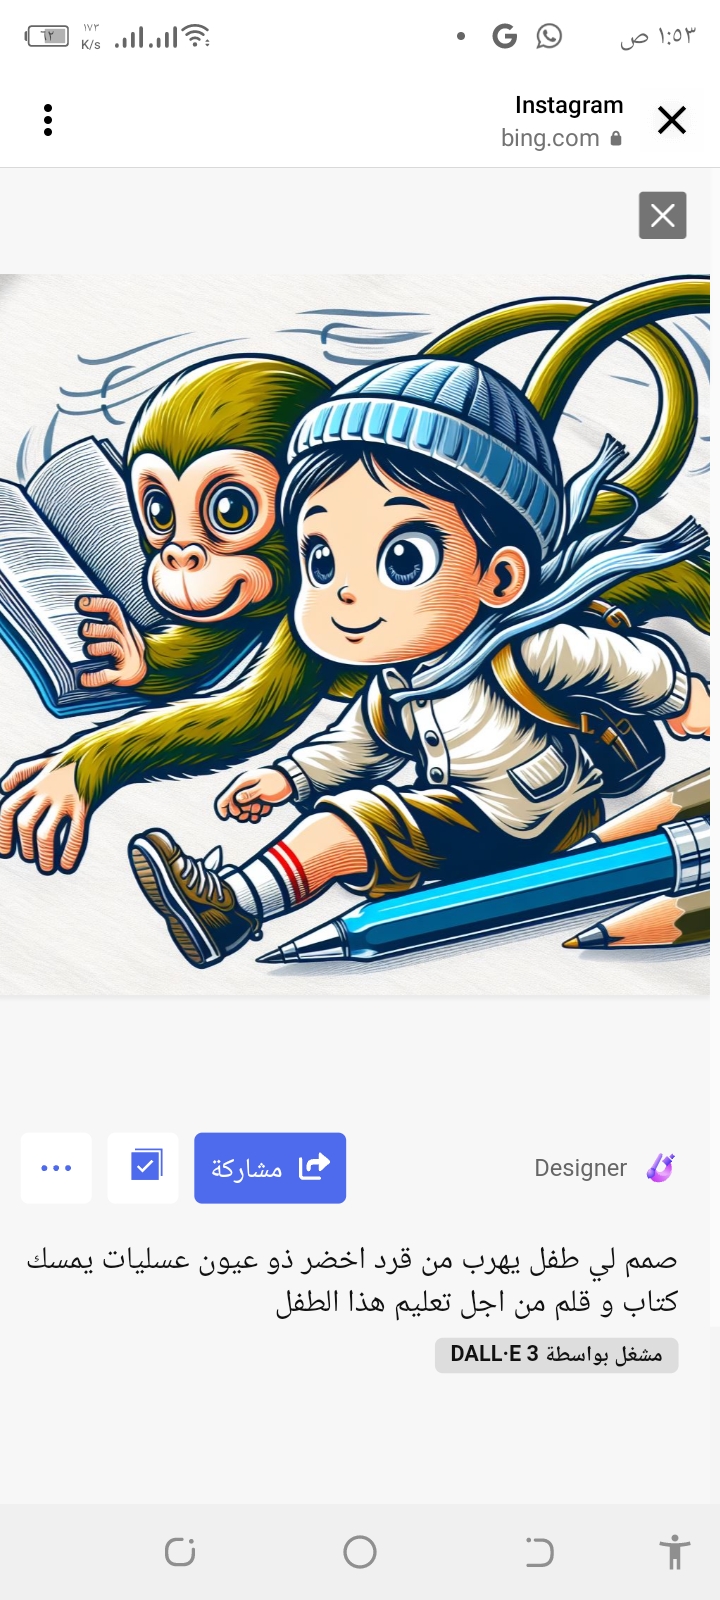 ١:٥٣ ص
١٧٣
K/s
٦٢
Instagram
bing.com
مشاركة
Designer
صمم لي طفل يهرب من قرد اخضر ذو عيون عسليات يمسك
كتاب و قلم من اجل تعليم هذا الطفل
مشغل بواسطة DALL·E 3